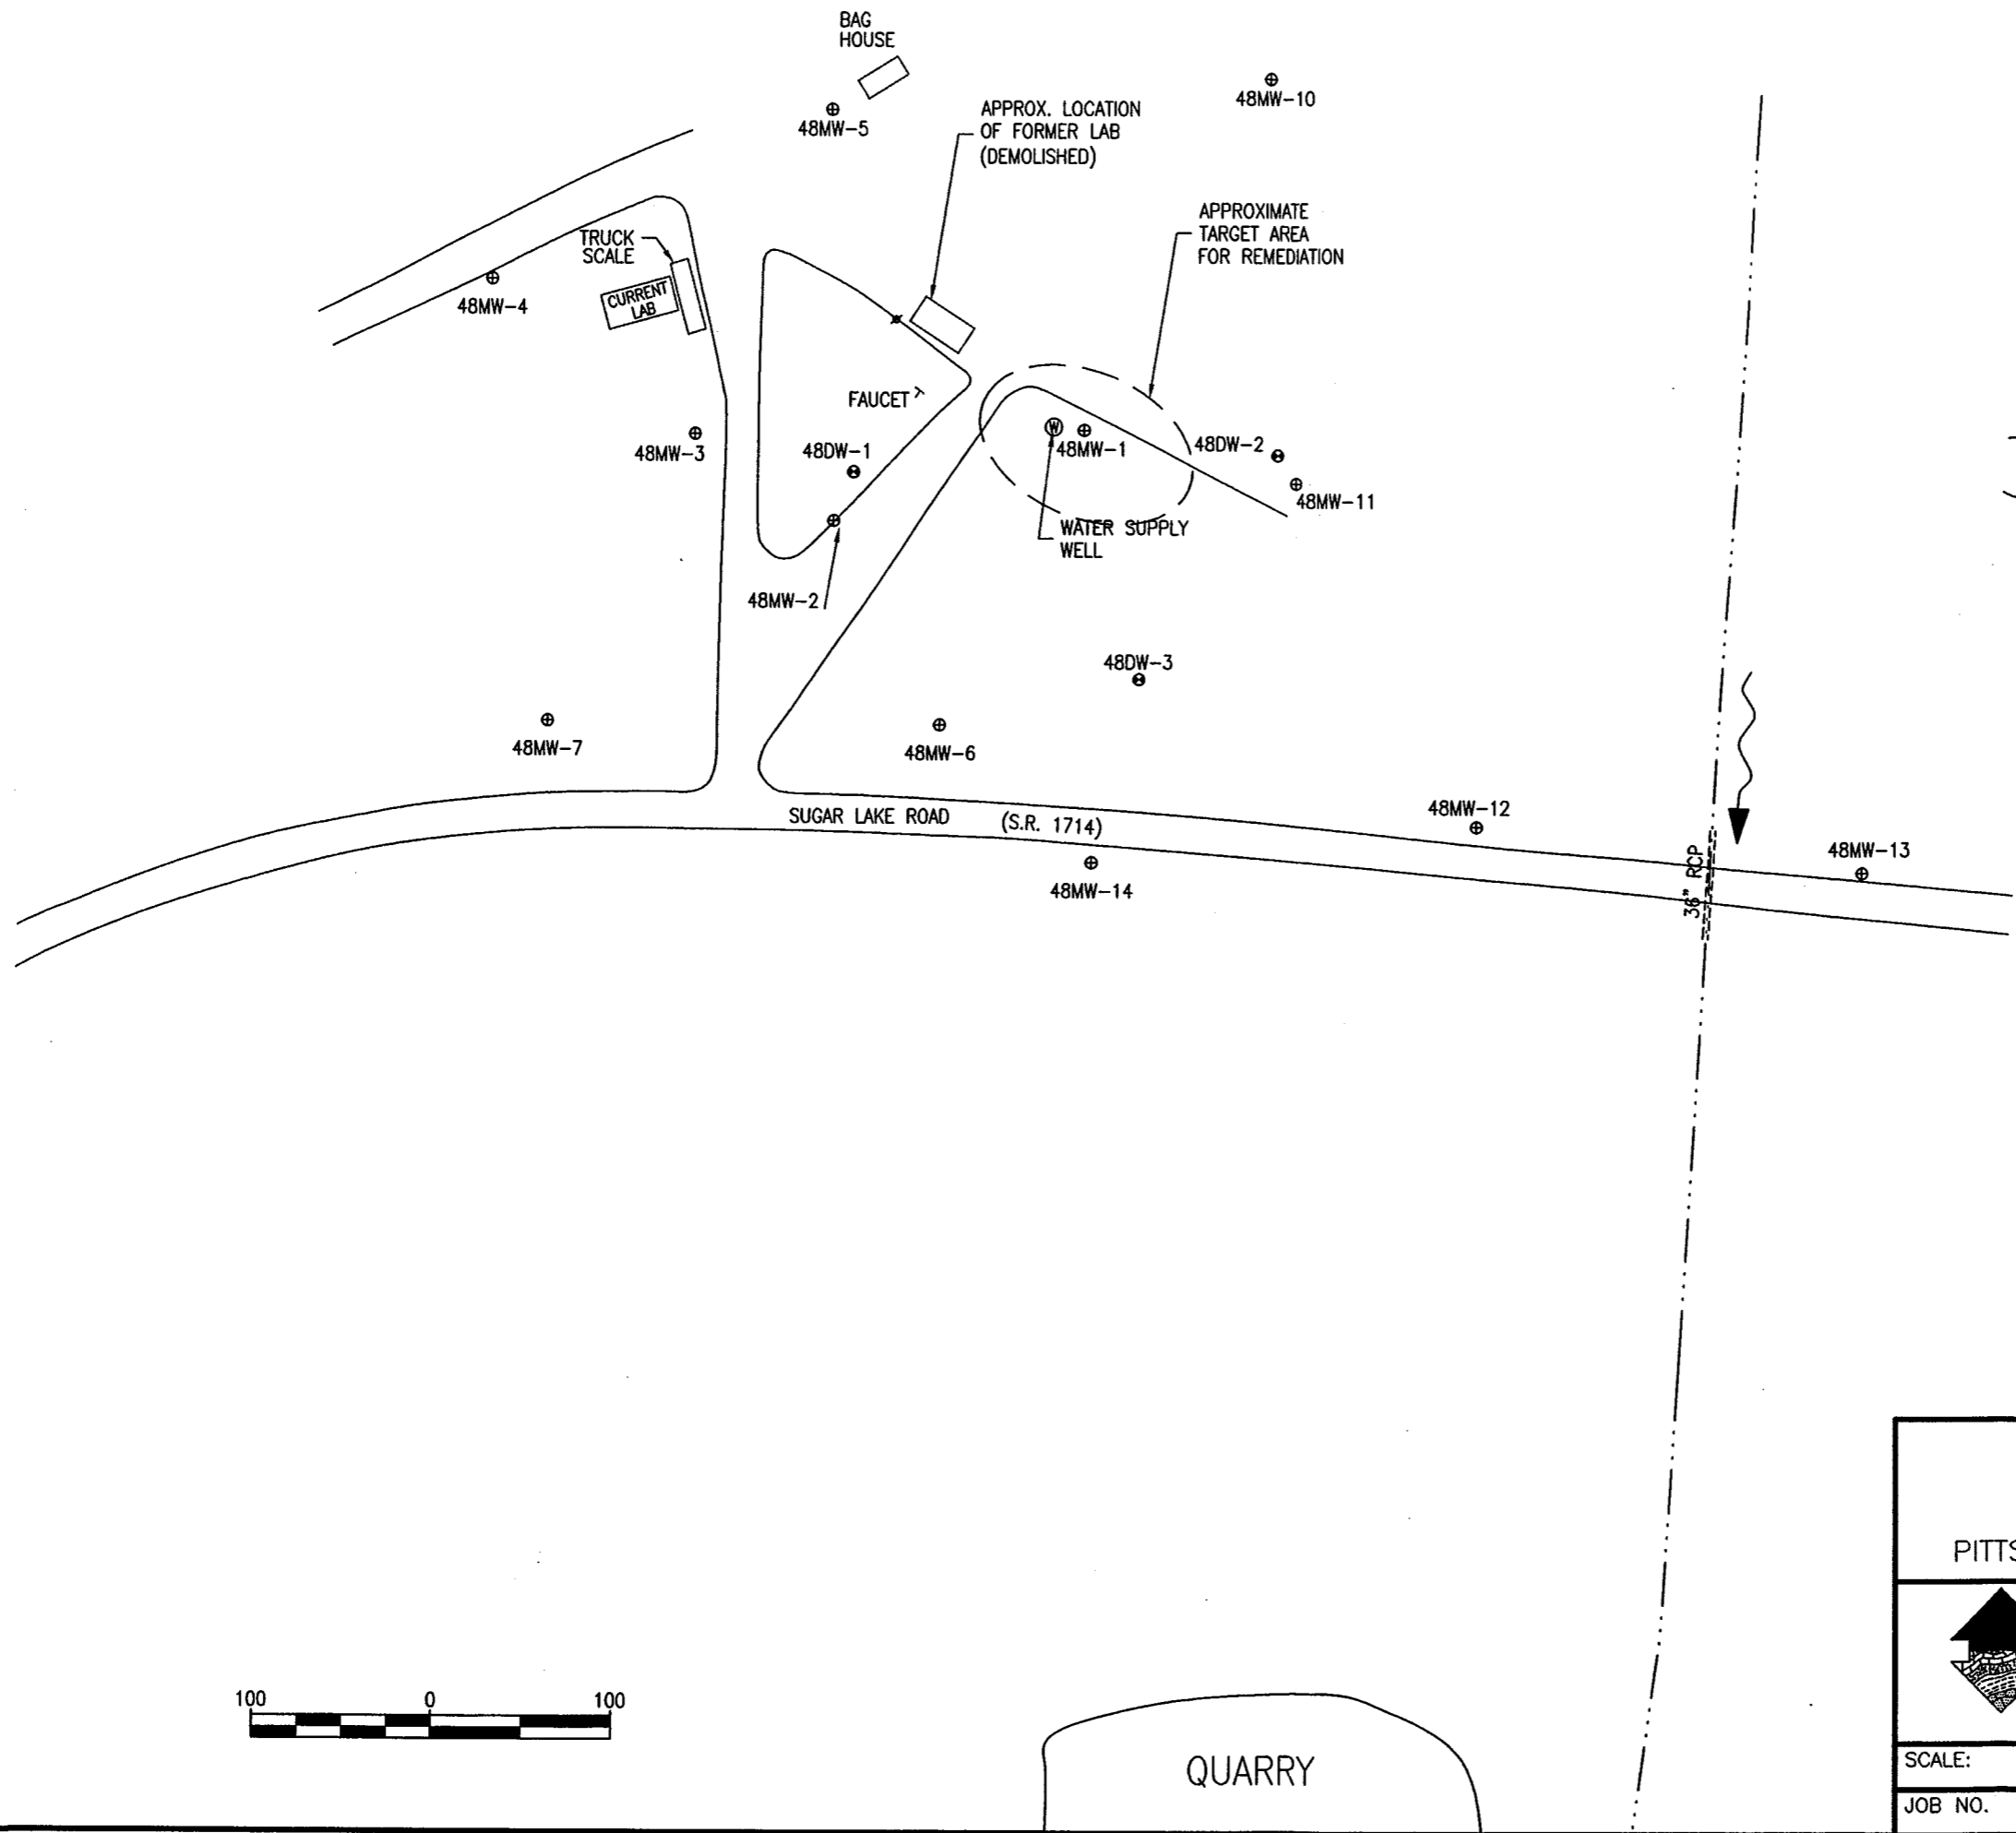 BAG
HOUSE
48MW-5
48MW-10
APPROX. LOCATION
OF FORMER LAB
(DEMOLISHED)
APPROXIMATE
TARGET AREA
FOR REMEDIATION
TRUCK
SCALE
CURRENT
LAB
48MW-4
FAUCET
48MW-3
48DW-1
W
48MW-1
48DW-2
48MW-11
WATER SUPPLY
WELL
48MW-2
48DW-3
48MW-7
48MW-6
SUGAR LAKE ROAD (S.R. 1714)
48MW-12
48MW-13
48MW-14
36" RCP
PITTS
100 0 100
QUARRY
SCALE:
JOB NO.